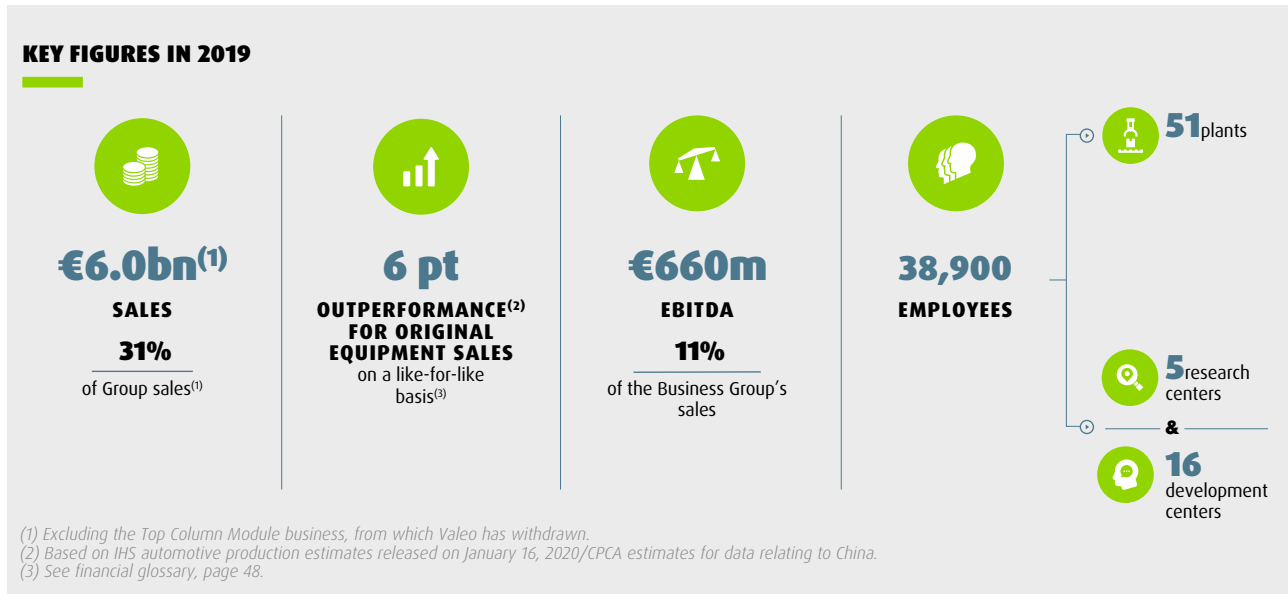 KEY FIGURES IN 2019
€6.0bn(1)
SALES
31%
of Group sales(1)
6 pt
OUTPERFORMANCE(2)
FOR ORIGINAL
EQUIPMENT SALES
on a like-for-like
basis(3)
€660m
EBITDA
11%
of the Business Group's
sales
38,900
EMPLOYEES
51 plants
5 research
centers
&
16
development
centers
(1) Excluding the Top Column Module business, from which Valeo has withdrawn.
(2) Based on IHS automotive production estimates released on January 16, 2020/CPCA estimates for data relating to China.
(3) See financial glossary, page 48.